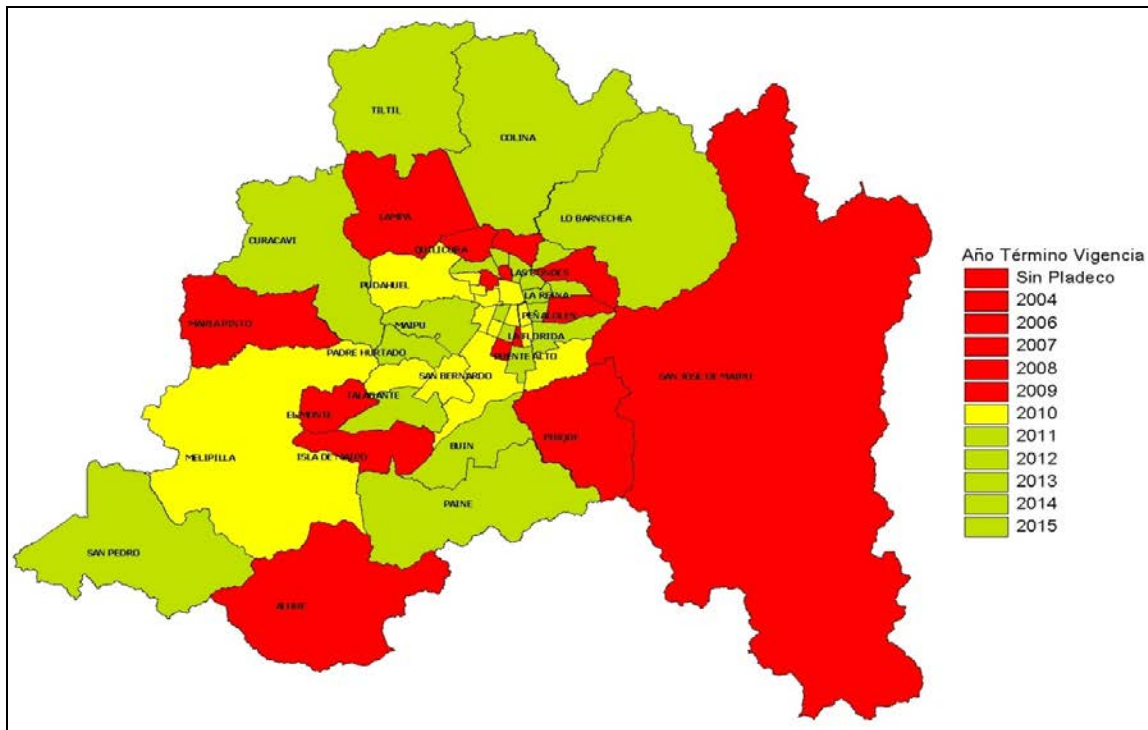 TILTIL
COLINA
LO BARNECHEA
LAMPA
CURACAVI
QUILICURA
LAS CONDES
PUDAHUEL
LA REINA
MARIA PINTO
MAIPU
PEÑALOLEN
LA FLORIDA
PADRE HURTADO
PUENTE ALTO
SAN BERNARDO
SAN JOSE DE MAIPO
TALAGANTE
EL MONTE
PIRQUE
BUIN
MELIPILLA
ISLA DE MAIPO
PAINE
SAN PEDRO
ALHUE
Año Término Vigencia
Sin Pladeco
2004
2006
2007
2008
2009
2010
2011
2012
2013
2014
2015